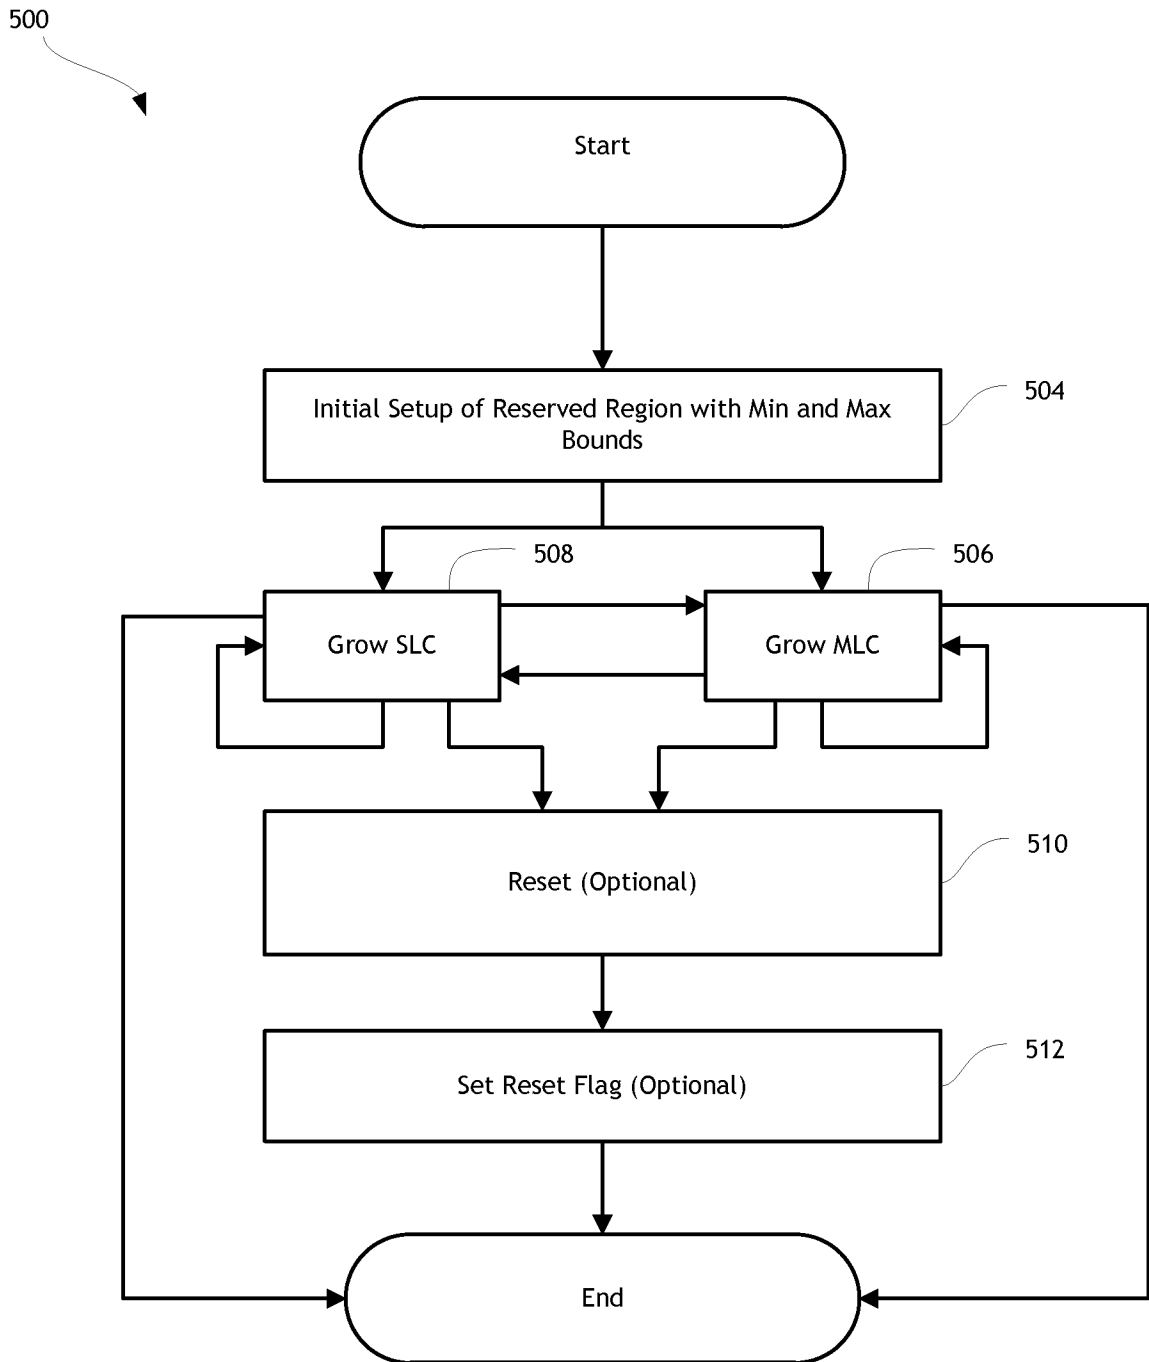 500
Start
Initial Setup of Reserved Region with Min and Max
Bounds
504
508
506
Grow SLC
Grow MLC
510
Reset (Optional)
512
Set Reset Flag (Optional)
End